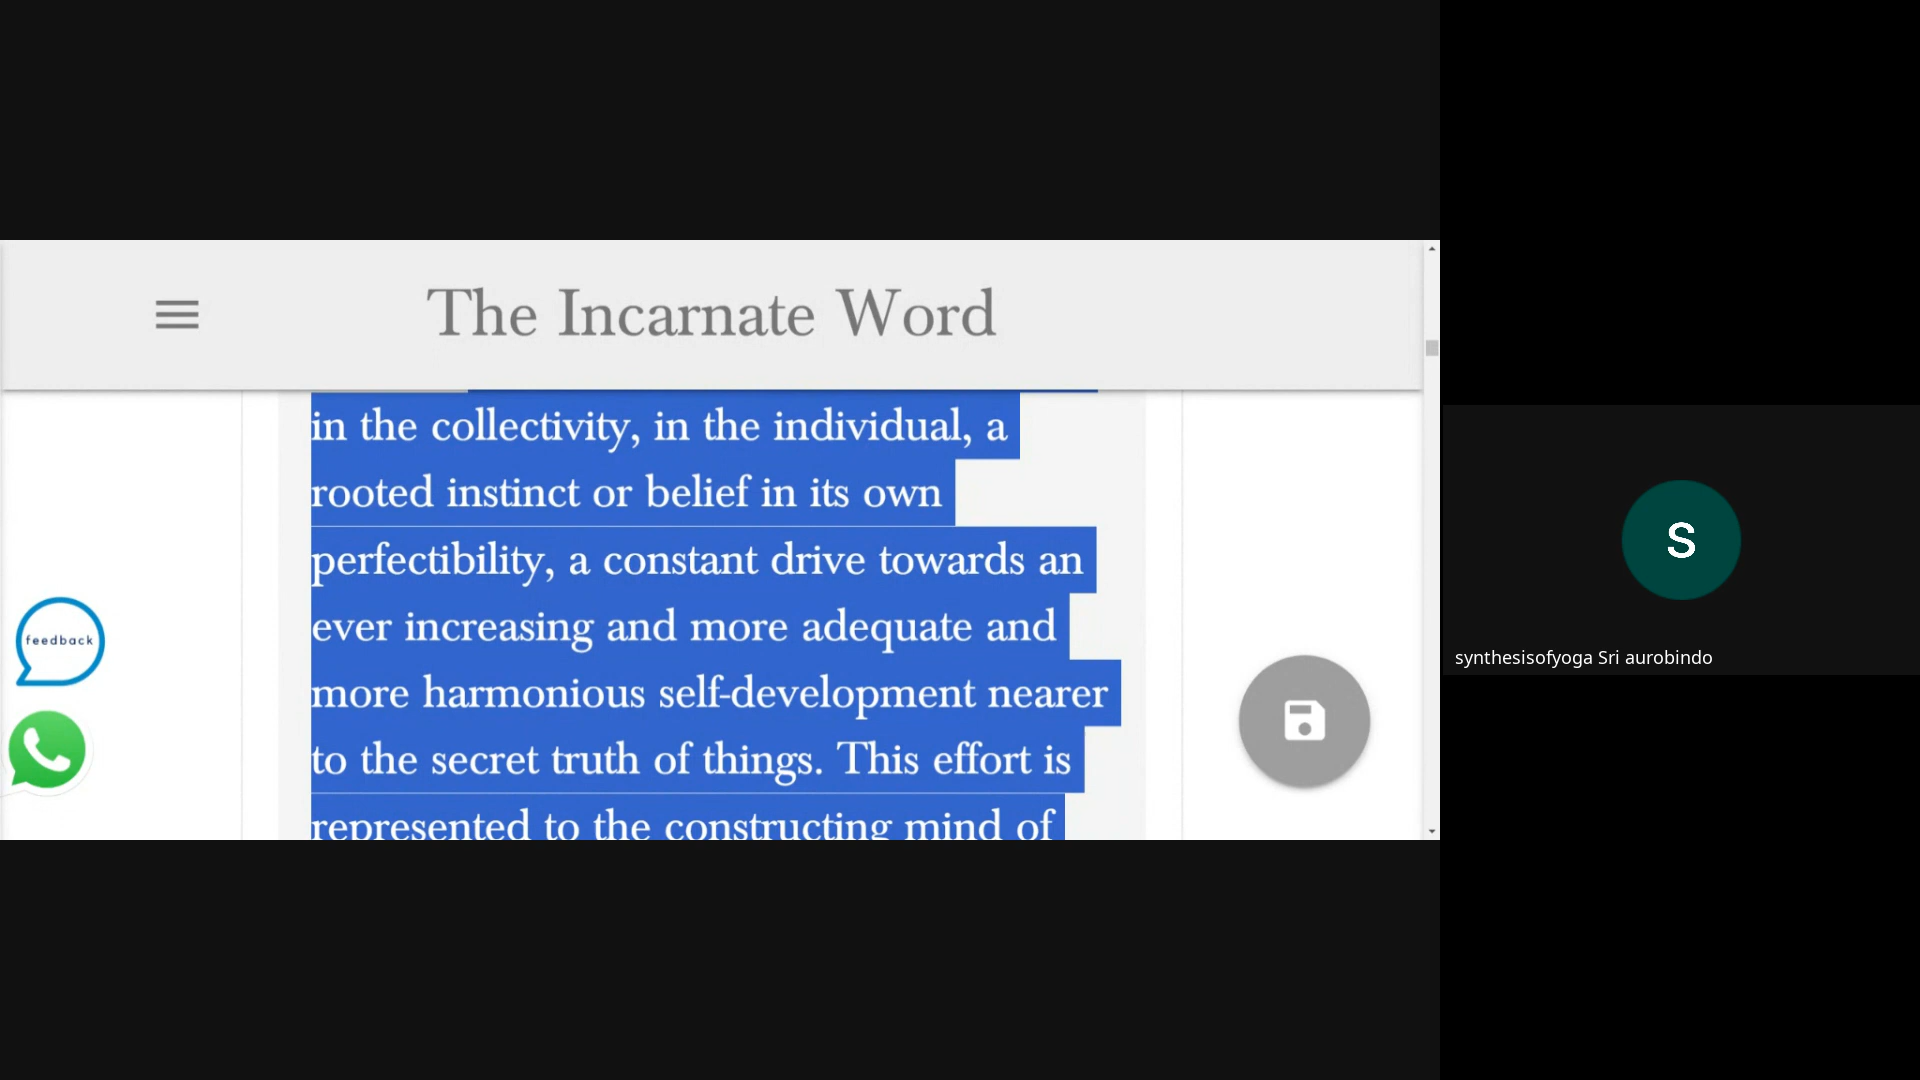 The Incarnate Word
in the collectivity, in the individual, a
rooted instinct or belief in its own
perfectibility, a constant drive towards an
ever increasing and more adequate and
more harmonious self-development nearer
to the secret truth of things. This effort is
represented to the constructing mind of
feedback
S
synthesisofyoga Sri aurobindo